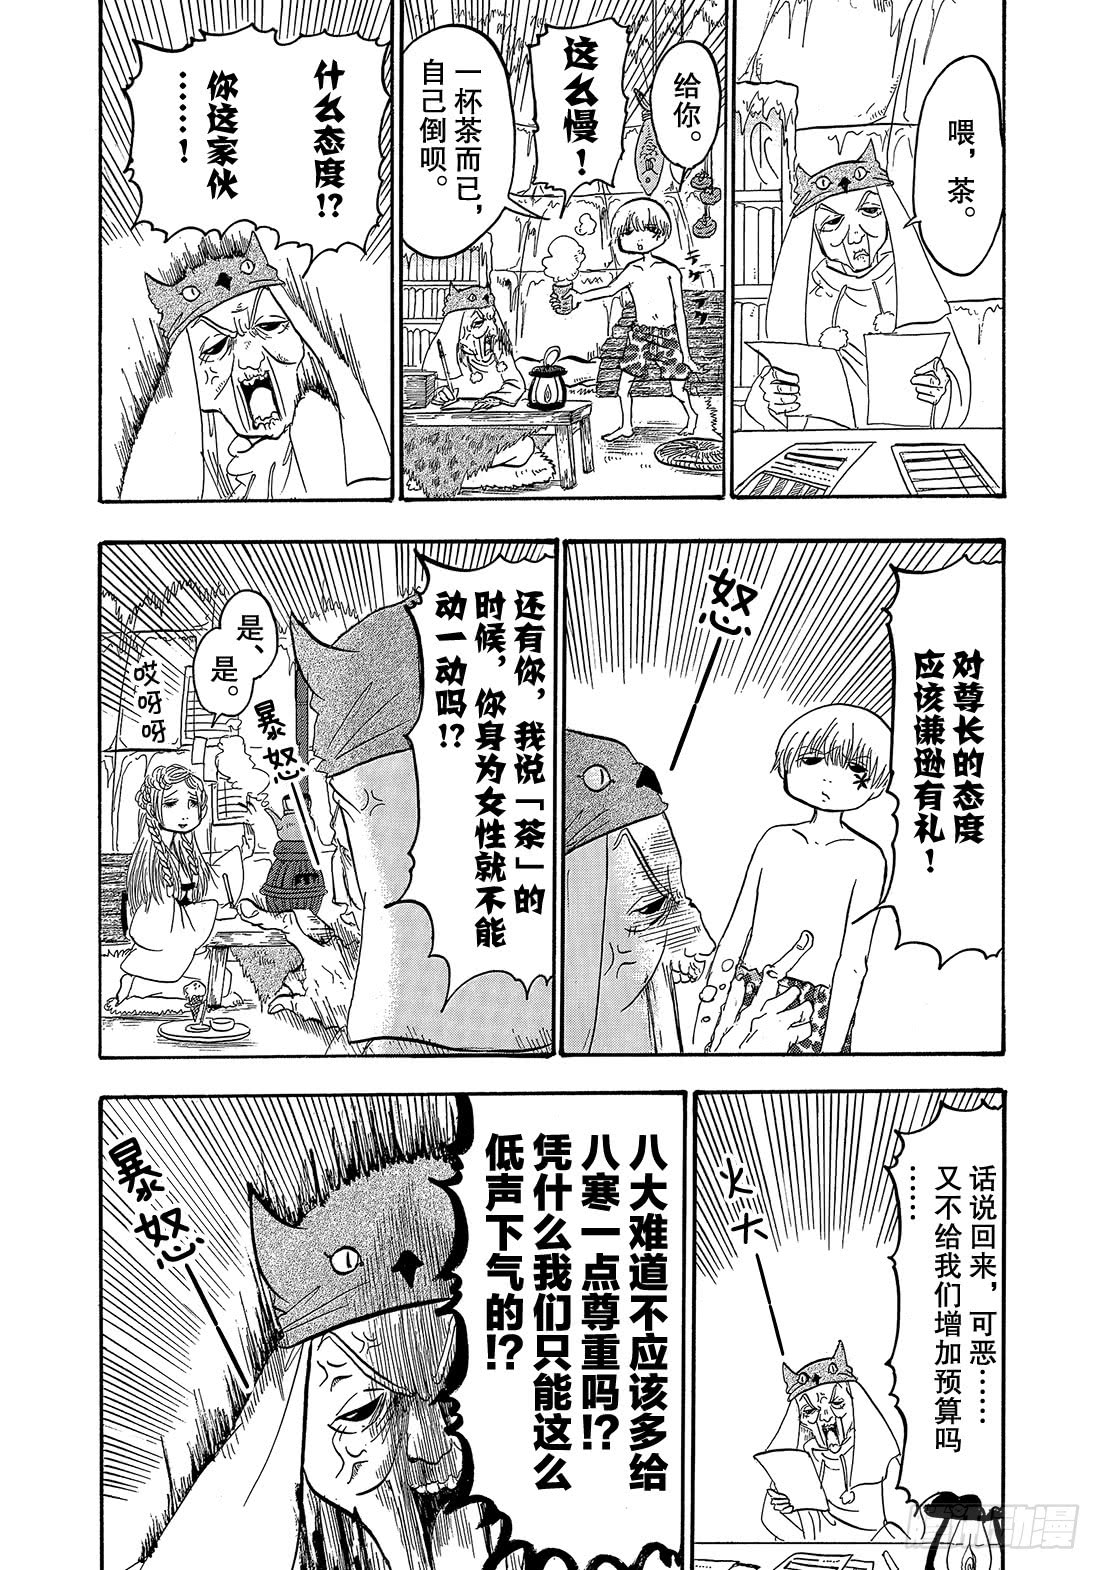 喂，茶。
给你。
这么慢！
一杯茶而已，
自己倒呗。
什么态度!?
你这家伙
……！
对尊长的态度
应该谦逊有礼！
怒
还有你，我说「茶」的
时候，你身为女性就不能
动一动吗!?
暴怒
是、
是。
哎呀呀
话说回来，可恶……
又不给我们增加预算吗
……
火大
八大难道不应该多给
八寒一点尊重吗!?
凭什么我们只能这么
低声下气的!?
暴怒